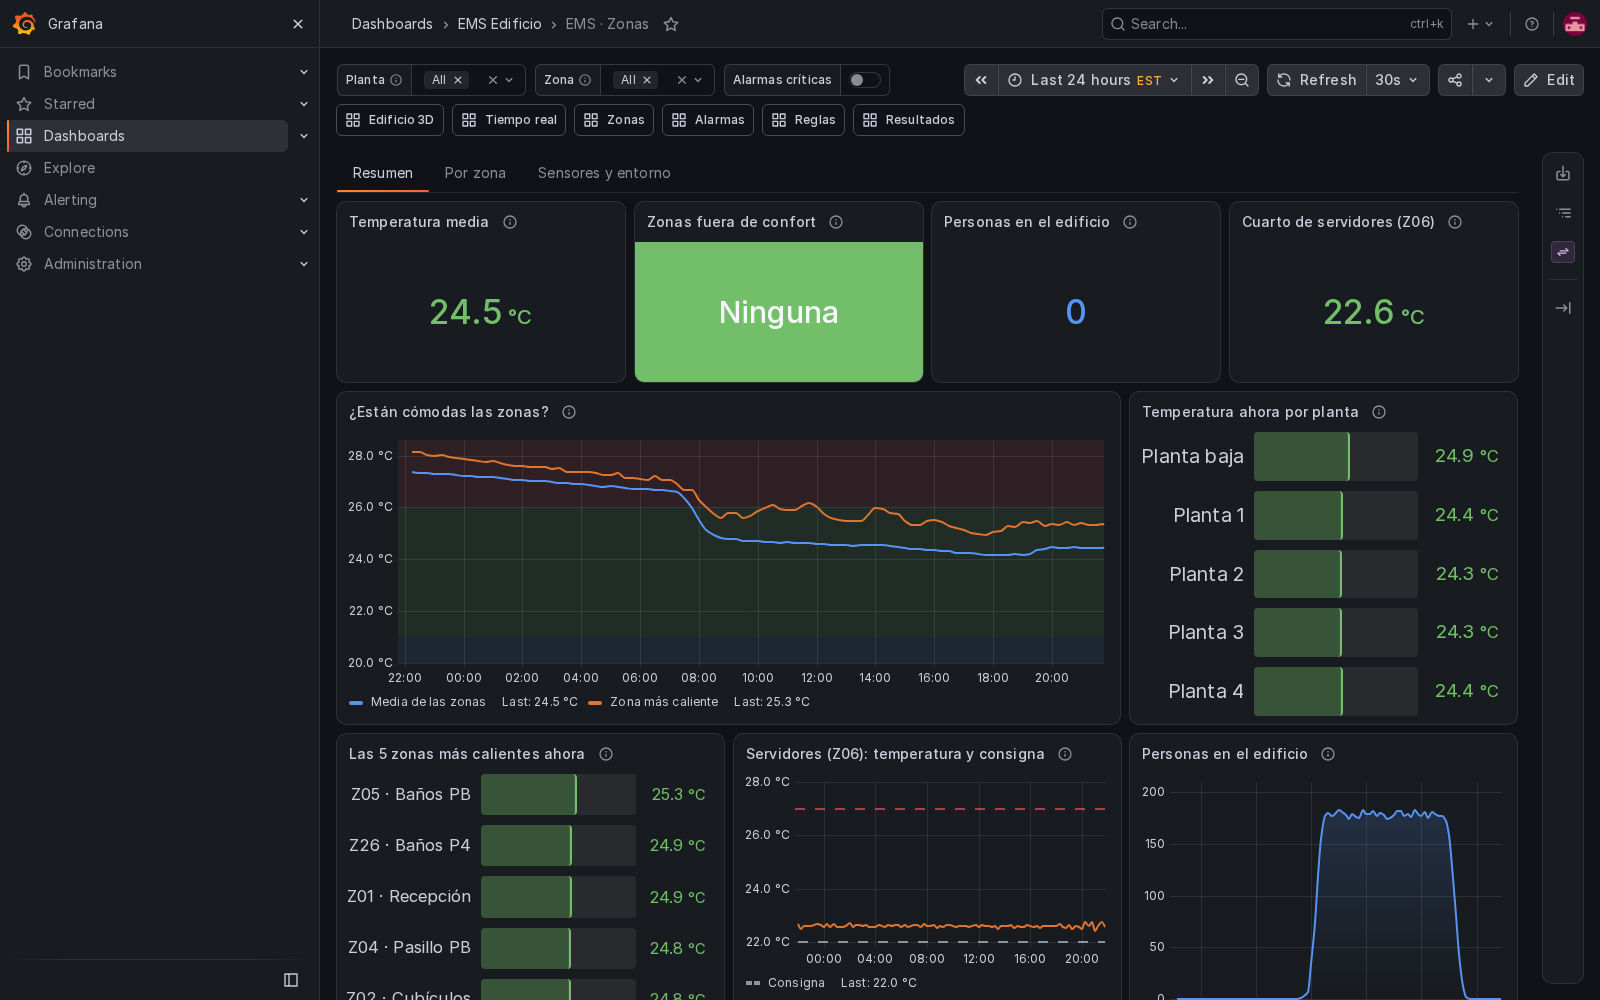 Grafana
Dashboards › EMS Edificio › EMS · Zonas
Search...
ctrl+k
Bookmarks
Starred
Dashboards
Explore
Alerting
Connections
Administration
Planta
All
Zona
All
Alarmas críticas
Last 24 hours EST
Refresh
30s
Edit
Edificio 3D
Tiempo real
Zonas
Alarmas
Reglas
Resultados
Resumen
Por zona
Sensores y entorno
Temperatura media
24.5 °C
Zonas fuera de confort
Ninguna
Personas en el edificio
0
Cuarto de servidores (Z06)
22.6 °C
¿Están cómodas las zonas?
28.0 °C
26.0 °C
24.0 °C
22.0 °C
20.0 °C
22:00 00:00 02:00 04:00 06:00 08:00 10:00 12:00 14:00 16:00 18:00 20:00
Media de las zonas Last: 24.5 °C Zona más caliente Last: 25.3 °C
Temperatura ahora por planta
Planta baja 24.9 °C
Planta 1 24.4 °C
Planta 2 24.3 °C
Planta 3 24.3 °C
Planta 4 24.4 °C
Las 5 zonas más calientes ahora
Z05 · Baños PB 25.3 °C
Z26 · Baños P4 24.9 °C
Z01 · Recepción 24.9 °C
Z04 · Pasillo PB 24.8 °C
Z02 · Cubículos 24.8 °C
Servidores (Z06): temperatura y consigna
28.0 °C
26.0 °C
24.0 °C
22.0 °C
00:00 04:00 08:00 12:00 16:00 20:00
Consigna Last: 22.0 °C
Personas en el edificio
200
150
100
50
0